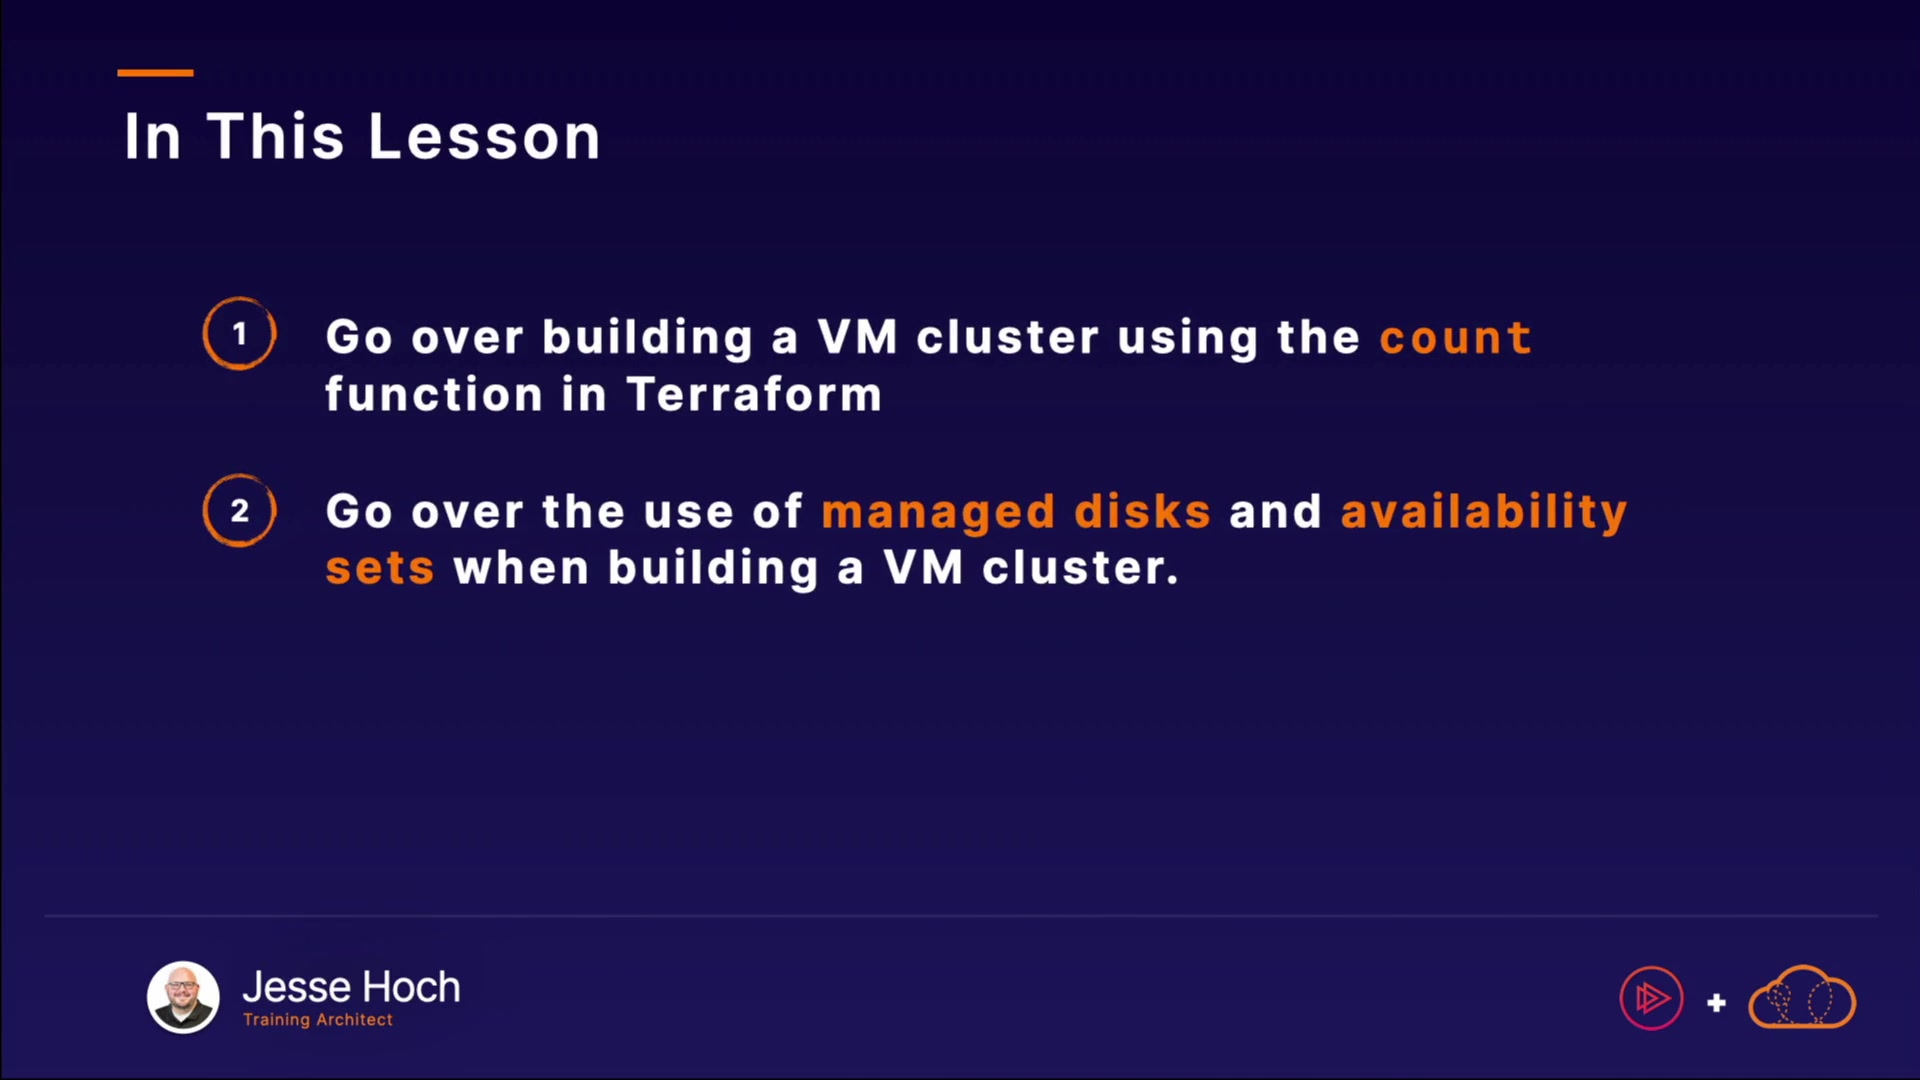 In This Lesson
1
Go over building a VM cluster using the count
function in Terraform
2
Go over the use of managed disks and availability
sets when building a VM cluster.
Jesse Hoch
Training Architect
+